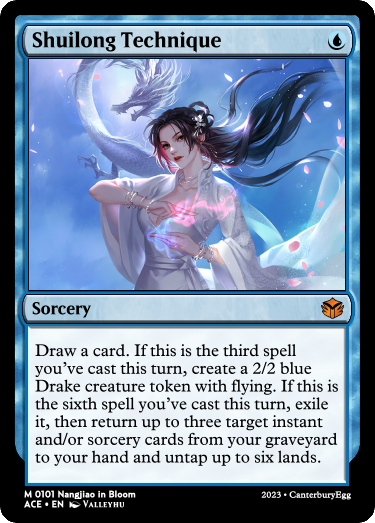 Shuilong Technique
Sorcery
Draw a card. If this is the third spell
you've cast this turn, create a 2/2 blue
Drake creature token with flying. If this is
the sixth spell you've cast this turn, exile
it, then return up to three target instant
and/or sorcery cards from your graveyard
to your hand and untap up to six lands.
M 0101 Nangjiao in Bloom
ACE • EN VALLEYHU
2023 • CanterburyEgg